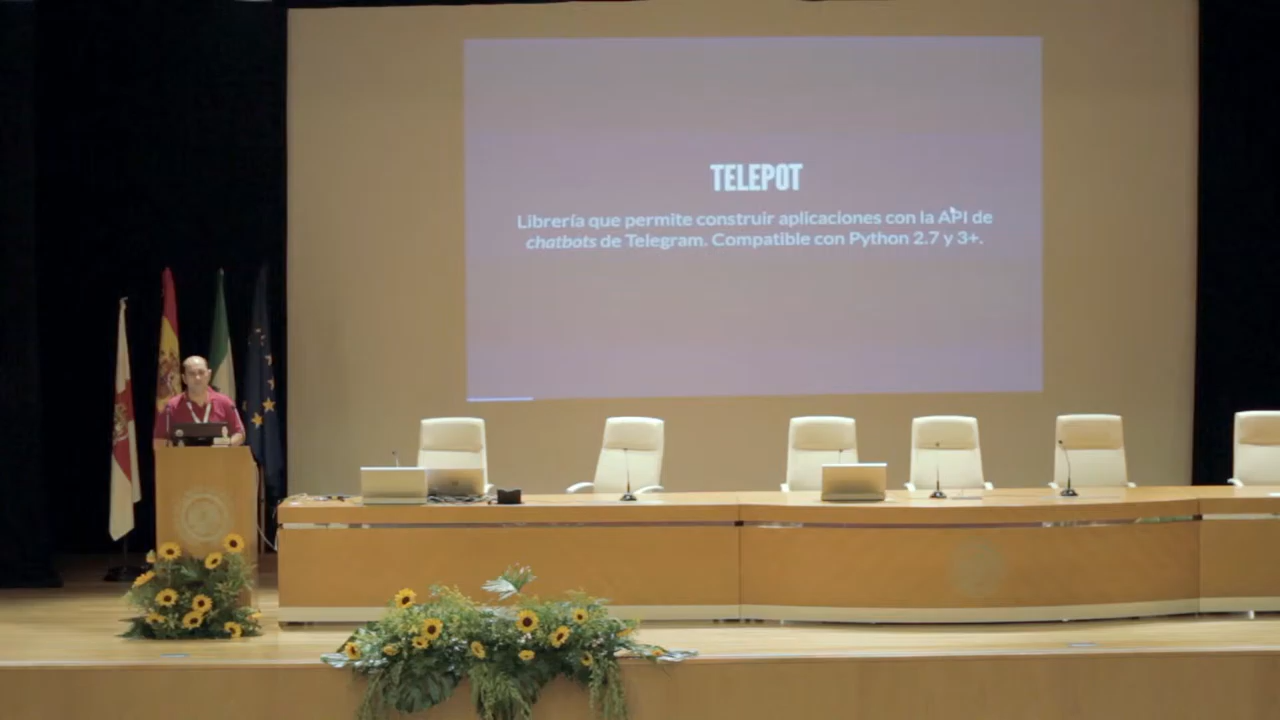 TELEPOT
Librería que permite construir aplicaciones con la API de
chatbots de Telegram. Compatible con Python 2.7 y 3+.